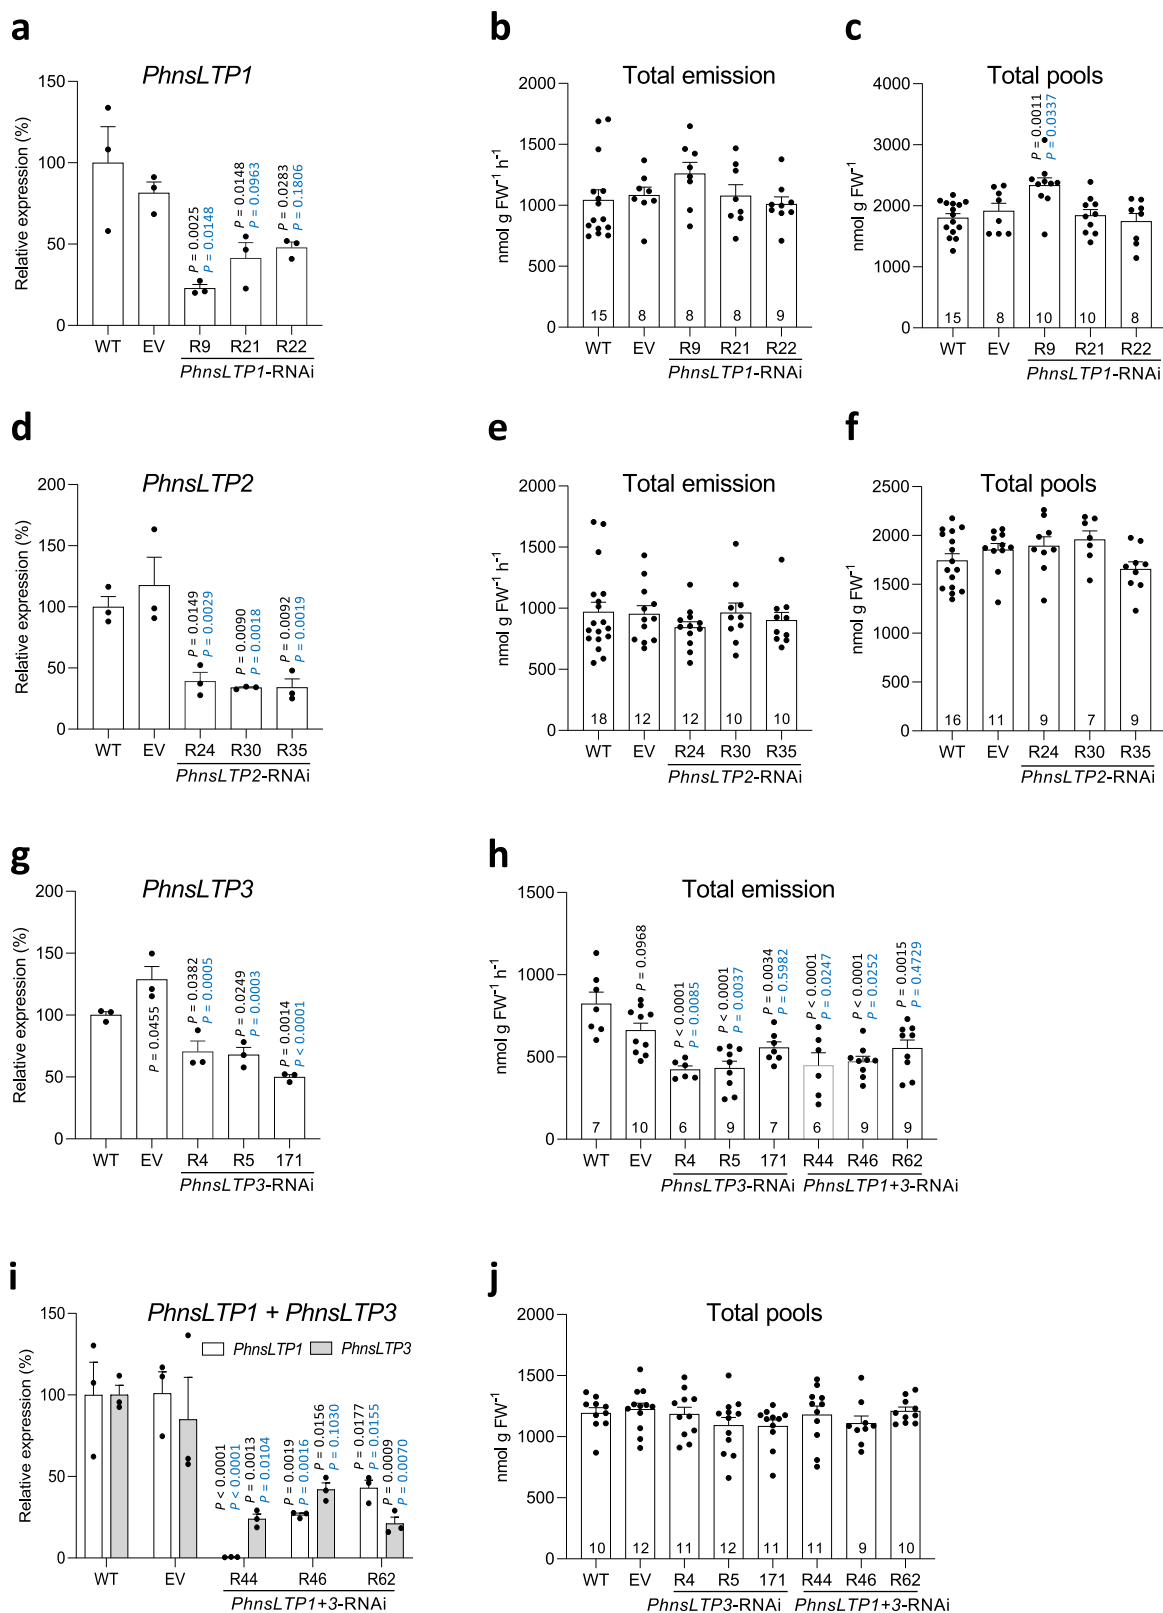 a
PhnsLTP1
Relative expression (%)
150
100
50
0
P = 0.0025
P = 0.0148
P = 0.0148
P = 0.0963
P = 0.0283
P = 0.1806
WT EV R9 R21 R22
PhnsLTP1-RNAi
b
Total emission
nmol g FW⁻¹ h⁻¹
2000
1500
1000
500
0
15 8 8 8 9
WT EV R9 R21 R22
PhnsLTP1-RNAi
c
Total pools
nmol g FW⁻¹
4000
3000
2000
1000
0
P = 0.0011
P = 0.0337
15 8 10 10 8
WT EV R9 R21 R22
PhnsLTP1-RNAi
d
PhnsLTP2
Relative expression (%)
200
150
100
50
0
P = 0.0149
P = 0.0029
P = 0.0090
P = 0.0018
P = 0.0092
P = 0.0019
WT EV R24 R30 R35
PhnsLTP2-RNAi
e
Total emission
nmol g FW⁻¹ h⁻¹
2000
1500
1000
500
0
18 12 12 10 10
WT EV R24 R30 R35
PhnsLTP2-RNAi
f
Total pools
nmol g FW⁻¹
2500
2000
1500
1000
500
0
16 11 9 7 9
WT EV R24 R30 R35
PhnsLTP2-RNAi
g
PhnsLTP3
Relative expression (%)
200
150
100
50
0
P = 0.0455
P = 0.0382
P = 0.0005
P = 0.0249
P = 0.0003
P = 0.0014
P < 0.0001
WT EV R4 R5 171
PhnsLTP3-RNAi
h
Total emission
nmol g FW⁻¹ h⁻¹
1500
1000
500
0
P = 0.0968
P < 0.0001
P = 0.0085
P < 0.0001
P = 0.0037
P = 0.0034
P = 0.5982
P < 0.0001
P = 0.0247
P < 0.0001
P = 0.0252
P = 0.0015
P = 0.4729
7 10 6 9 7 6 9 9
WT EV R4 R5 171 R44 R46 R62
PhnsLTP3-RNAi PhnsLTP1+3-RNAi
i
PhnsLTP1 + PhnsLTP3
PhnsLTP1 PhnsLTP3
Relative expression (%)
150
100
50
0
P < 0.0001
P < 0.0001
P = 0.0013
P = 0.0104
P = 0.0019
P = 0.0016
P = 0.0156
P = 0.1030
P = 0.0177
P = 0.0155
P = 0.0009
P = 0.0070
WT EV R44 R46 R62
PhnsLTP1+3-RNAi
j
Total pools
nmol g FW⁻¹
2000
1500
1000
500
0
10 12 11 12 11 11 9 10
WT EV R4 R5 171 R44 R46 R62
PhnsLTP3-RNAi PhnsLTP1+3-RNAi